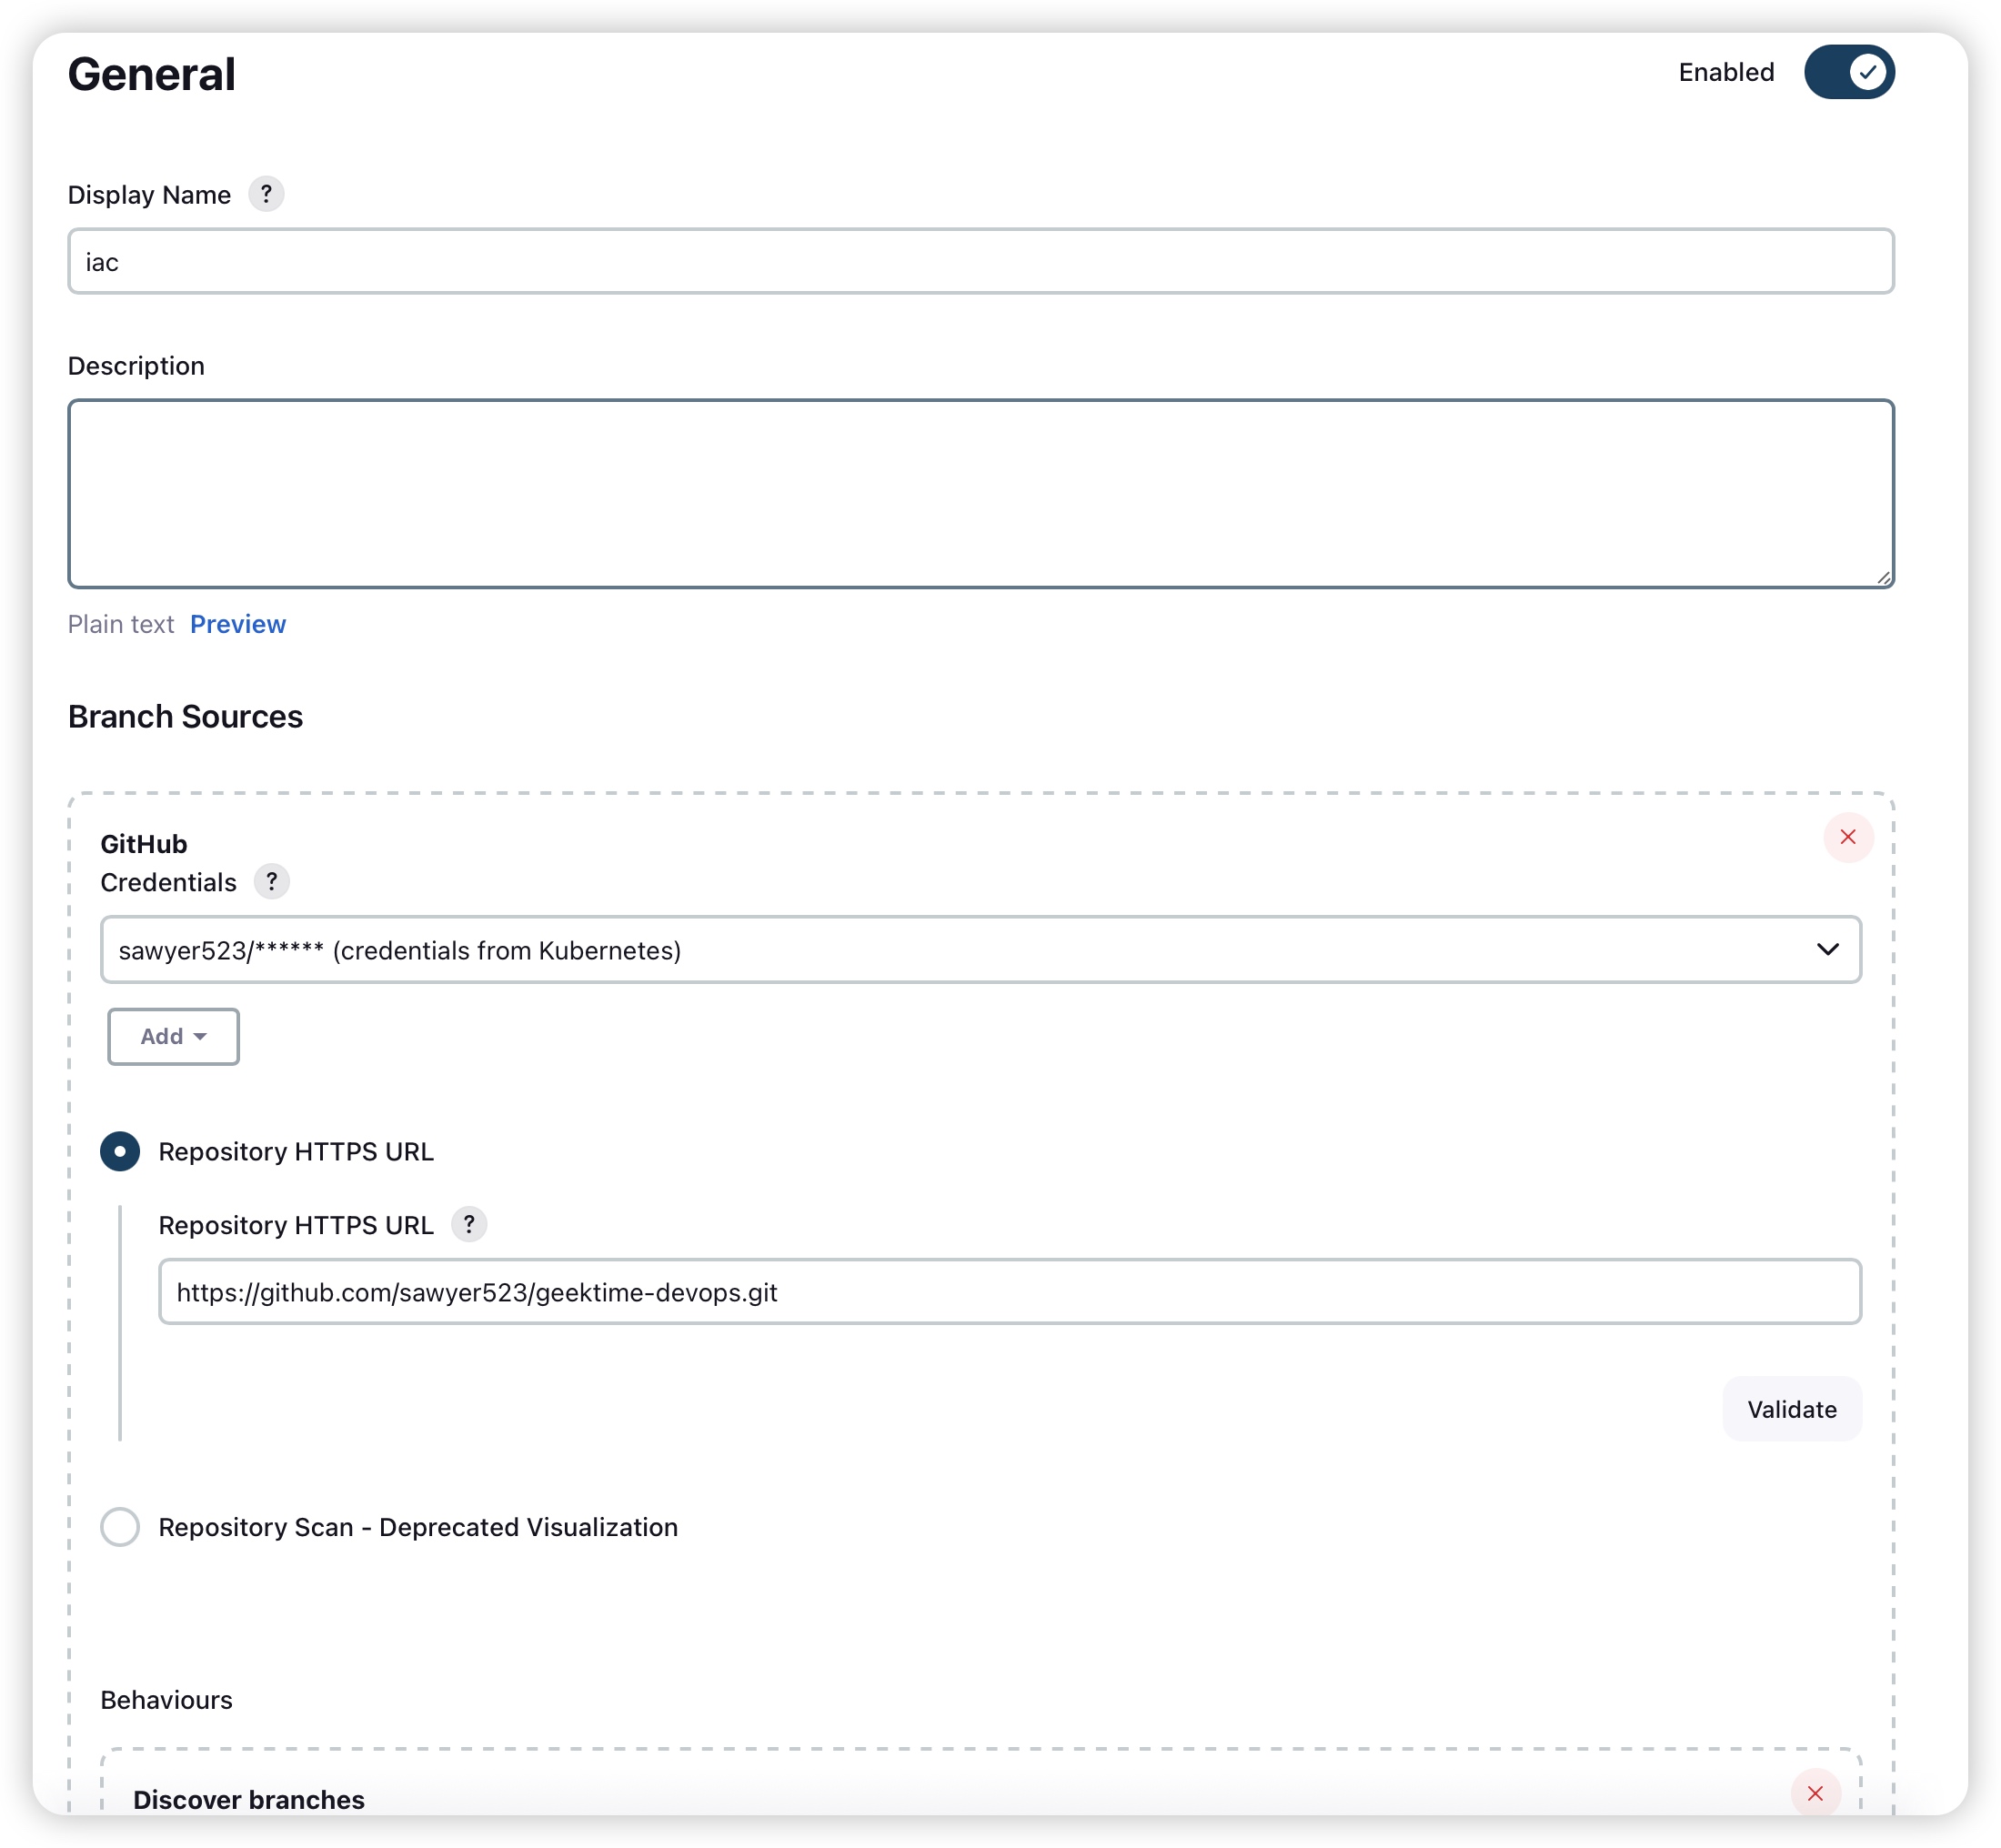 General
Enabled
Display Name ?
iac
Description
Plain text Preview
Branch Sources
GitHub
Credentials ?
sawyer523/****** (credentials from Kubernetes)
Add
Repository HTTPS URL
Repository HTTPS URL ?
https://github.com/sawyer523/geektime-devops.git
Validate
Repository Scan - Deprecated Visualization
Behaviours
Discover branches